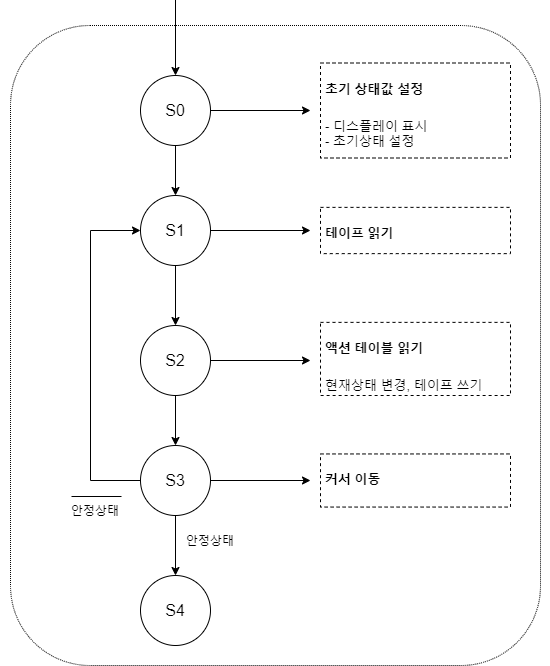 S0
초기 상태값 설정
- 디스플레이 표시
- 초기상태 설정
S1
테이프 읽기
S2
액션 테이블 읽기
현재상태 변경, 테이프 쓰기
S3
커서 이동
안정상태
안정상태
S4